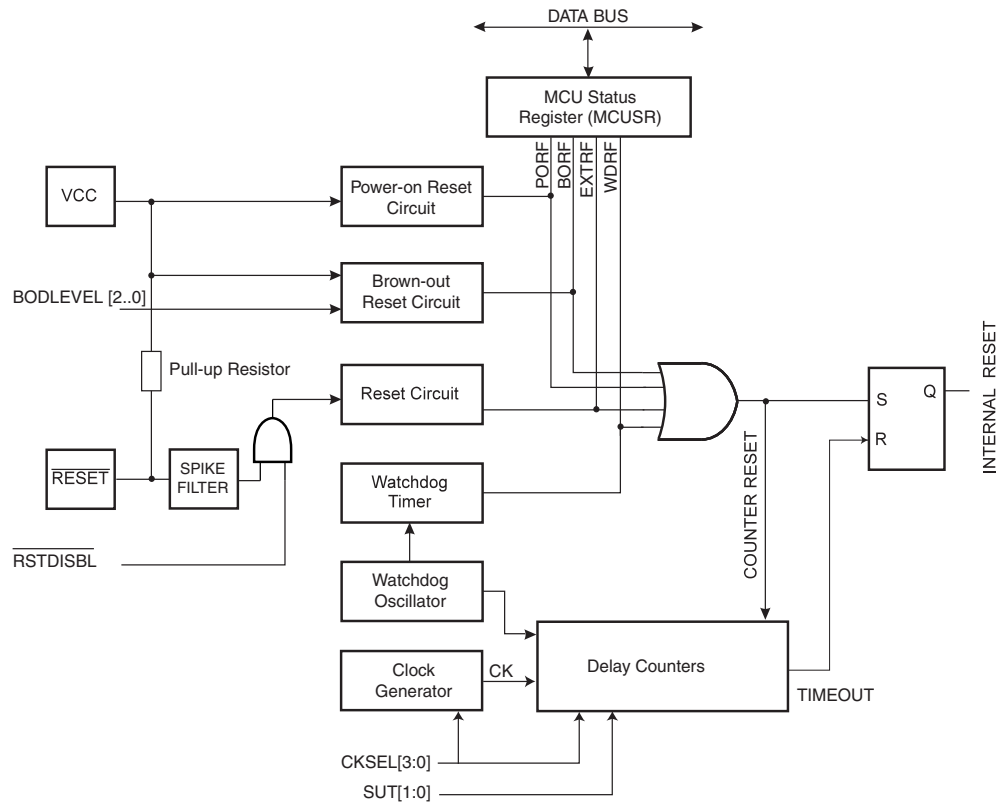 DATA BUS
MCU Status
Register (MCUSR)
PORF
BORF
EXTRF
WDRF
VCC
Power-on Reset
Circuit
BODLEVEL [2..0]
Brown-out
Reset Circuit
Pull-up Resistor
Reset Circuit
S
Q
R
INTERNAL RESET
RESET
SPIKE
FILTER
Watchdog
Timer
COUNTER RESET
RSTDISBL
Watchdog
Oscillator
Clock
Generator
CK
Delay Counters
TIMEOUT
CKSEL[3:0]
SUT[1:0]